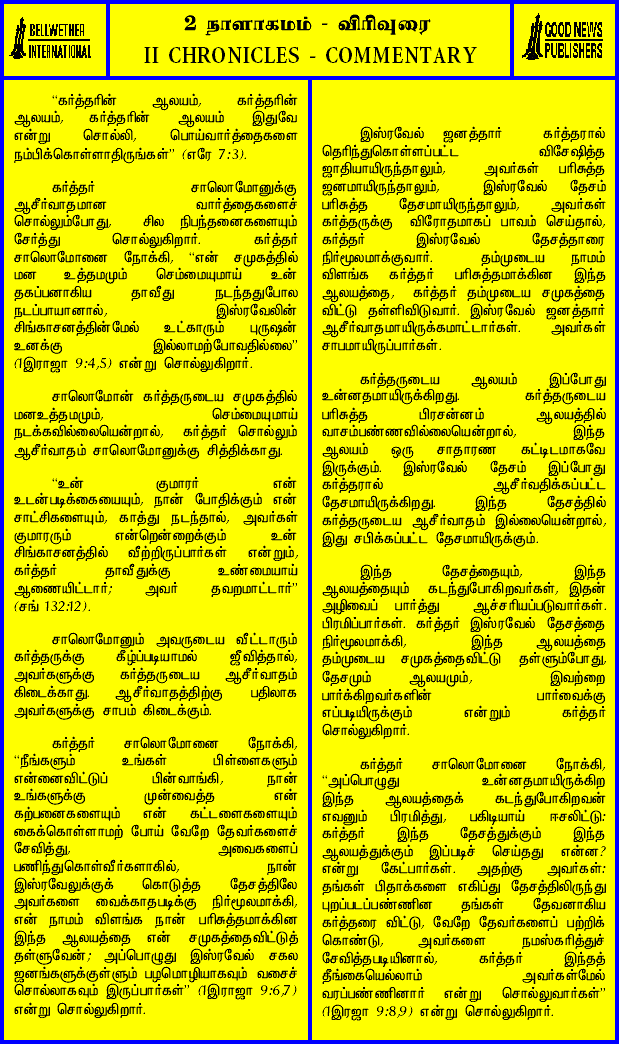 BELLWETHER
INTERNATIONAL
2 நாளாகமம் - விரிவுரை
II CHRONICLES - COMMENTARY
GOOD NEWS
PUBLISHERS
“கர்த்தரின் ஆலயம், கர்த்தரின்
ஆலயம், கர்த்தரின் ஆலயம் இதுவே
என்று சொல்லி, பொய்வார்த்தைகளை
நம்பிக்கொள்ளாதிருங்கள்” (எரே 7:3).
கர்த்தர் சாலொமோனுக்கு
ஆசீர்வாதமான வார்த்தைகளைச்
சொல்லும்போது, சில நிபந்தனைகளையும்
சேர்த்து சொல்லுகிறார். கர்த்தர்
சாலொமோனை நோக்கி, “என் சமுகத்தில்
மன உத்தமமும் செம்மையுமாய் உன்
தகப்பனாகிய தாவீது நடந்ததுபோல
நடப்பாயானால், இஸ்ரவேலின்
சிங்காசனத்தின்மேல் உட்காரும் புருஷன்
உனக்கு இல்லாமற்போவதில்லை”
(1இராஜா 9:4,5) என்று சொல்லுகிறார்.
சாலொமோன் கர்த்தருடைய சமுகத்தில்
மனஉத்தமமும், செம்மையுமாய்
நடக்கவில்லையென்றால், கர்த்தர் சொல்லும்
ஆசீர்வாதம் சாலொமோனுக்கு சித்திக்காது.
“உன் குமாரர் என்
உடன்படிக்கையையும், நான் போதிக்கும் என்
சாட்சிகளையும், காத்து நடந்தால், அவர்கள்
குமாரரும் என்றென்றைக்கும் உன்
சிங்காசனத்தில் வீற்றிருப்பார்கள் என்றும்,
கர்த்தர் தாவீதுக்கு உண்மையாய்
ஆணையிட்டார்; அவர் தவறமாட்டார்”
(சங் 132:12).
சாலொமோனும் அவருடைய வீட்டாரும்
கர்த்தருக்கு கீழ்ப்படியாமல் ஜீவித்தால்,
அவர்களுக்கு கர்த்தருடைய ஆசீர்வாதம்
கிடைக்காது. ஆசீர்வாதத்திற்கு பதிலாக
அவர்களுக்கு சாபம் கிடைக்கும்.
கர்த்தர் சாலொமோனை நோக்கி,
“நீங்களும் உங்கள் பிள்ளைகளும்
என்னைவிட்டுப் பின்வாங்கி, நான்
உங்களுக்கு முன்வைத்த என்
கற்பனைகளையும் என் கட்டளைகளையும்
கைக்கொள்ளாமற் போய் வேறே தேவர்களைச்
சேவித்து, அவைகளைப்
பணிந்துகொள்வீர்களாகில், நான்
இஸ்ரவேலுக்குக் கொடுத்த தேசத்திலே
அவர்களை வைக்காதபடிக்கு நிர்மூலமாக்கி,
என் நாமம் விளங்க நான் பரிசுத்தமாக்கின
இந்த ஆலயத்தை என் சமுகத்தைவிட்டுத்
தள்ளுவேன்; அப்பொழுது இஸ்ரவேல் சகல
ஜனங்களுக்குள்ளும் பழமொழியாகவும் வசைச்
சொல்லாகவும் இருப்பார்கள்” (1இராஜா 9:6,7)
என்று சொல்லுகிறார்.
இஸ்ரவேல் ஜனத்தார் கர்த்தரால்
தெரிந்துகொள்ளப்பட்ட விசேஷித்த
ஜாதியாயிருந்தாலும், அவர்கள் பரிசுத்த
ஜனமாயிருந்தாலும், இஸ்ரவேல் தேசம்
பரிசுத்த தேசமாயிருந்தாலும், அவர்கள்
கர்த்தருக்கு விரோதமாகப் பாவம் செய்தால்,
கர்த்தர் இஸ்ரவேல் தேசத்தாரை
நிர்மூலமாக்குவார். தம்முடைய நாமம்
விளங்க கர்த்தர் பரிசுத்தமாக்கின இந்த
ஆலயத்தை, கர்த்தர் தம்முடைய சமுகத்தை
விட்டு தள்ளிவிடுவார். இஸ்ரவேல் ஜனத்தார்
ஆசீர்வாதமாயிருக்கமாட்டார்கள். அவர்கள்
சாபமாயிருப்பார்கள்.
கர்த்தருடைய ஆலயம் இப்போது
உன்னதமாயிருக்கிறது. கர்த்தருடைய
பரிசுத்த பிரசன்னம் ஆலயத்தில்
வாசம்பண்ணவில்லையென்றால், இந்த
ஆலயம் ஒரு சாதாரண கட்டிடமாகவே
இருக்கும். இஸ்ரவேல் தேசம் இப்போது
கர்த்தரால் ஆசீர்வதிக்கப்பட்ட
தேசமாயிருக்கிறது. இந்த தேசத்தில்
கர்த்தருடைய ஆசீர்வாதம் இல்லையென்றால்,
இது சபிக்கப்பட்ட தேசமாயிருக்கும்.
இந்த தேசத்தையும், இந்த
ஆலயத்தையும் கடந்துபோகிறவர்கள், இதன்
அழிவைப் பார்த்து ஆச்சரியப்படுவார்கள்.
பிரமிப்பார்கள். கர்த்தர் இஸ்ரவேல் தேசத்தை
நிர்மூலமாக்கி, இந்த ஆலயத்தை
தம்முடைய சமுகத்தைவிட்டு தள்ளும்போது,
தேசமும் ஆலயமும், இவற்றை
பார்க்கிறவர்களின் பார்வைக்கு
எப்படியிருக்கும் என்றும் கர்த்தர்
சொல்லுகிறார்.
கர்த்தர் சாலொமோனை நோக்கி,
“அப்பொழுது உன்னதமாயிருக்கிற
இந்த ஆலயத்தைக் கடந்துபோகிறவன்
எவனும் பிரமித்து, பகிடியாய் ஈசலிட்டு:
கர்த்தர் இந்த தேசத்துக்கும் இந்த
ஆலயத்துக்கும் இப்படிச் செய்தது என்ன?
என்று கேட்பார்கள். அதற்கு அவர்கள்:
தங்கள் பிதாக்களை எகிப்து தேசத்திலிருந்து
புறப்படப்பண்ணின தங்கள் தேவனாகிய
கர்த்தரை விட்டு, வேறே தேவர்களைப் பற்றிக்
கொண்டு, அவர்களை நமஸ்கரித்துச்
சேவித்தபடியினால், கர்த்தர் இந்தத்
தீங்கையெல்லாம் அவர்கள்மேல்
வரப்பண்ணினார் என்று சொல்லுவார்கள்”
(1இரஜா 9:8,9) என்று சொல்லுகிறார்.